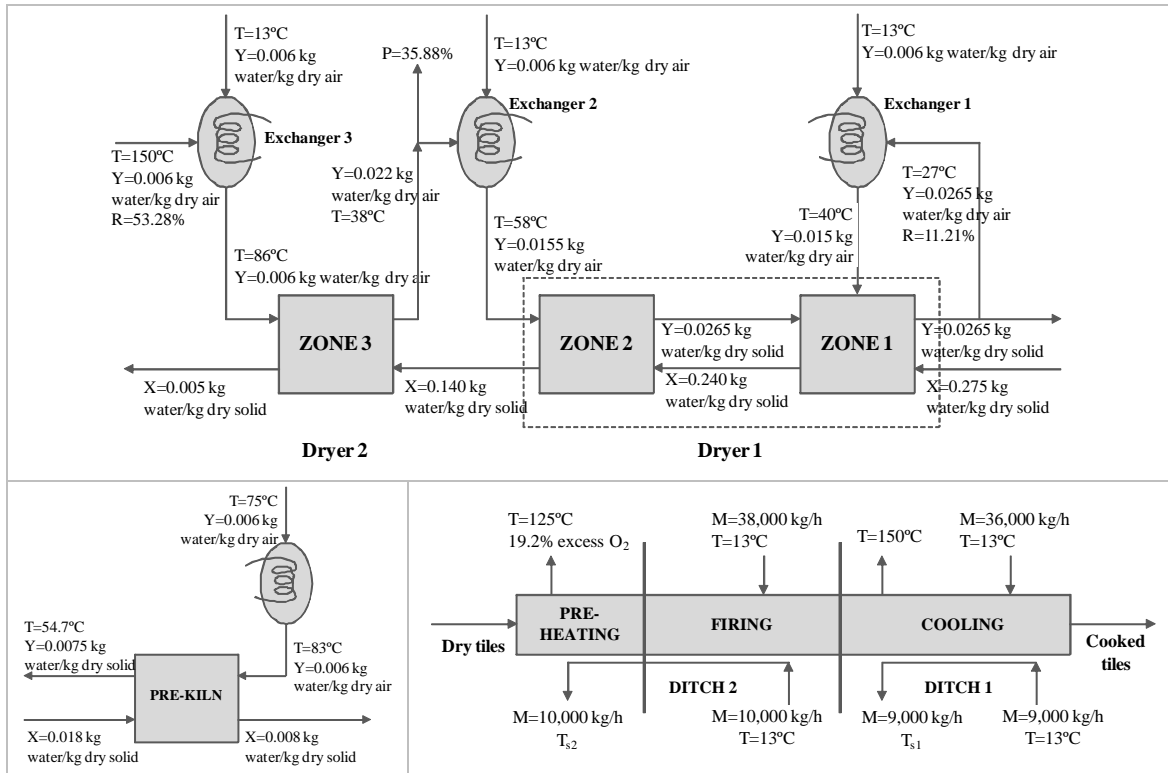 T=13ºC
Y=0.006 kg
water/kg dry air
Exchanger 3
T=150ºC
Y=0.006 kg
water/kg dry air
R=53.28%
T=86ºC
Y=0.006 kg water/kg dry air
P=35.88%
Y=0.022 kg
water/kg dry air
T=38ºC
T=13ºC
Y=0.006 kg water/kg dry air
Exchanger 2
T=58ºC
Y=0.0155 kg
water/kg dry air
T=13ºC
Y=0.006 kg water/kg dry air
Exchanger 1
T=27ºC
Y=0.0265 kg
water/kg dry air
R=11.21%
T=40ºC
Y=0.015 kg
water/kg dry air
ZONE 3
ZONE 2
ZONE 1
Y=0.0265 kg
water/kg dry solid
Y=0.0265 kg
water/kg dry solid
X=0.005 kg
water/kg dry solid
X=0.140 kg
water/kg dry solid
X=0.240 kg
water/kg dry solid
X=0.275 kg
water/kg dry solid
Dryer 2
Dryer 1
T=75ºC
Y=0.006 kg
water/kg dry air
T=54.7ºC
Y=0.0075 kg
water/kg dry solid
T=83ºC
Y=0.006 kg
water/kg dry air
PRE-KILN
X=0.018 kg
water/kg dry solid
X=0.008 kg
water/kg dry solid
T=125ºC
19.2% excess O2
M=38,000 kg/h
T=13ºC
T=150ºC
M=36,000 kg/h
T=13ºC
PRE-
HEATING
FIRING
COOLING
Dry tiles
Cooked
tiles
DITCH 2
DITCH 1
M=10,000 kg/h
Ts2
M=10,000 kg/h
T=13ºC
M=9,000 kg/h
Ts1
M=9,000 kg/h
T=13ºC